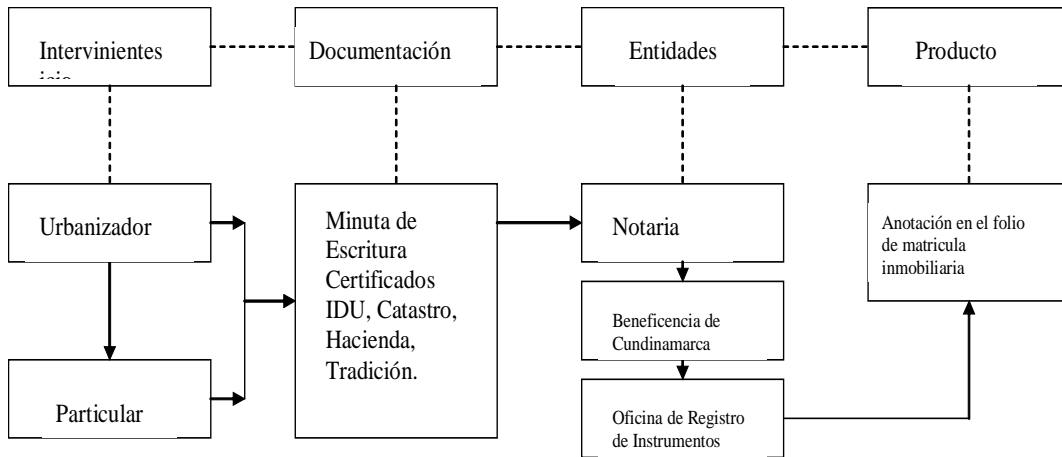 Intervinientes
Documentación
Entidades
Producto
Urbanizador
Particular
Minuta de
Escritura
Certificados
IDU, Catastro,
Hacienda,
Tradición.
Notaria
Beneficencia de
Cundinamarca
Oficina de Registro
de Instrumentos
Anotación en el folio
de matricula
inmobiliaria